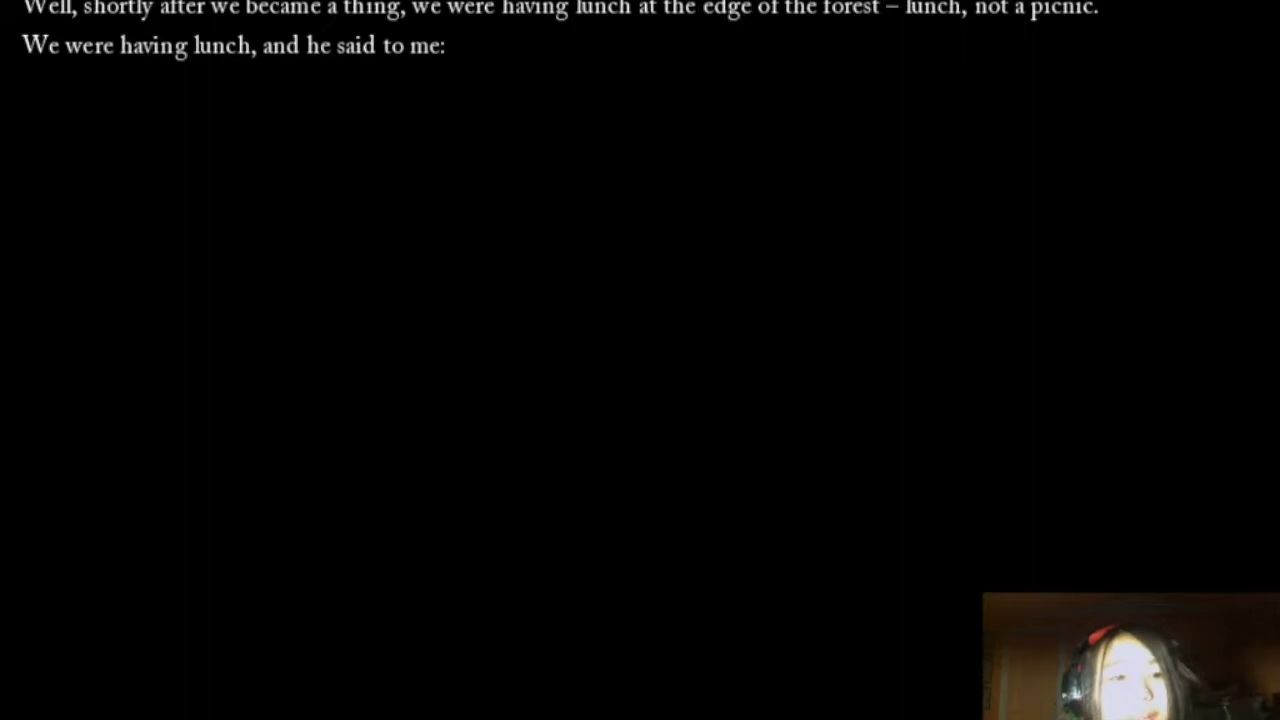 Well, shortly after we became a thing, we were having lunch at the edge of the forest – lunch, not a picnic.
We were having lunch, and he said to me: